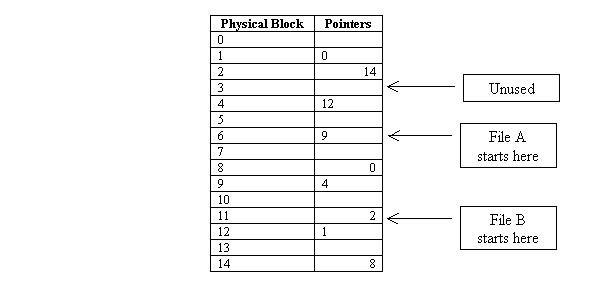 Physical Block Pointers
0
1 0
2 14
3
Unused
4 12
5
6 9
File A
starts here
7
8 0
9 4
10
11 2
File B
starts here
12 1
13
14 8